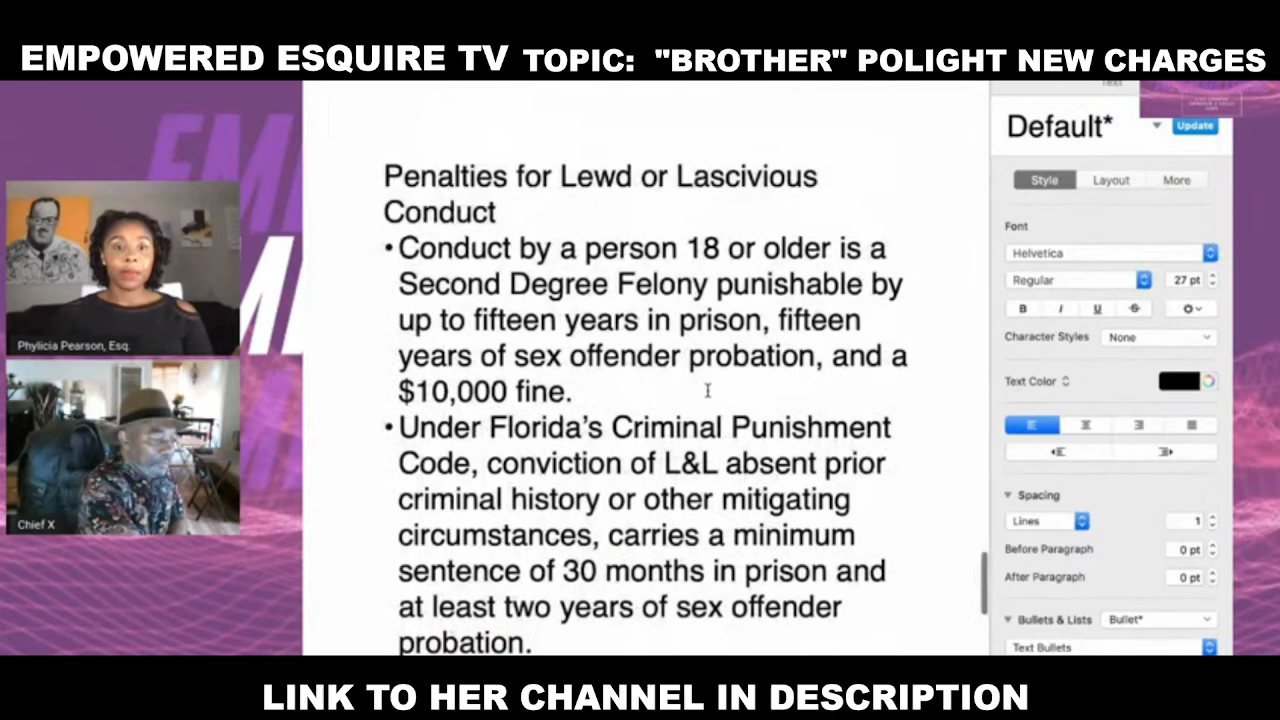 EMPOWERED ESQUIRE TV TOPIC: "BROTHER" POLIGHT NEW CHARGES
Default*
Update
Penalties for Lewd or Lascivious
Conduct
• Conduct by a person 18 or older is a
Second Degree Felony punishable by
up to fifteen years in prison, fifteen
years of sex offender probation, and a
$10,000 fine.
• Under Florida's Criminal Punishment
Code, conviction of L&L absent prior
criminal history or other mitigating
circumstances, carries a minimum
sentence of 30 months in prison and
at least two years of sex offender
probation.
Phylicia Pearson, Esq.
Chief X
Style Layout More
Font
Helvetica
Regular 27 pt
B I U S
Character Styles None
Text Color
Spacing
Lines 1
Before Paragraph 0 pt
After Paragraph 0 pt
Bullets & Lists Bullet*
Text Bullets
LINK TO HER CHANNEL IN DESCRIPTION